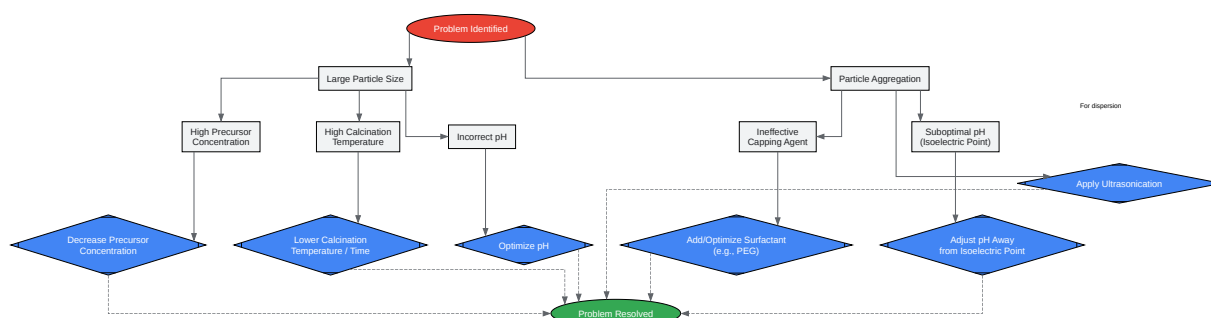 Problem Identified
Large Particle Size
Particle Aggregation
For dispersion
High Precursor
Concentration
High Calcination
Temperature
Incorrect pH
Ineffective
Capping Agent
Suboptimal pH
(Isoelectric Point)
Apply Ultrasonication
Decrease Precursor
Concentration
Lower Calcination
Temperature / Time
Optimize pH
Add/Optimize Surfactant
(e.g., PEG)
Adjust pH Away
from Isoelectric Point
Problem Resolved